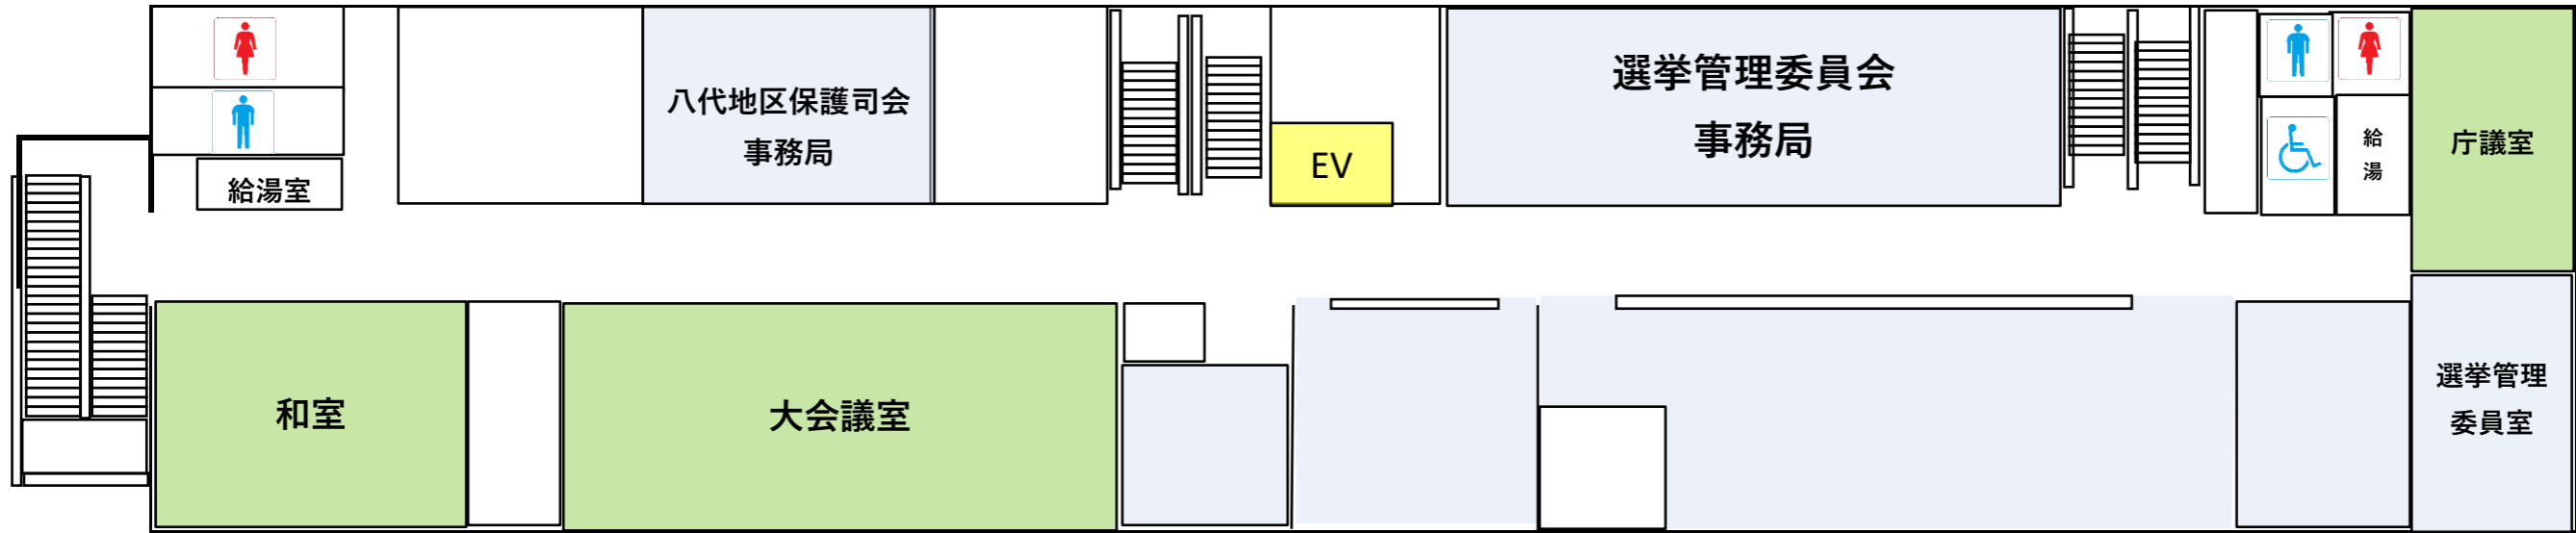 八代地区保護司会
事務局
給湯室
EV
選挙管理委員会
事務局
給
湯
庁議室
和室
大会議室
選挙管理
委員室